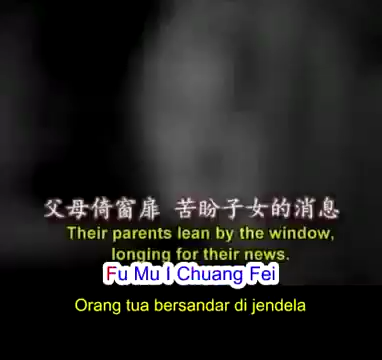 父母倚窗扉 苦盼子女的消息
Their parents lean by the window,
longing for their news.
Fu Mu I Chuang Fei
Orang tua bersandar di jendela